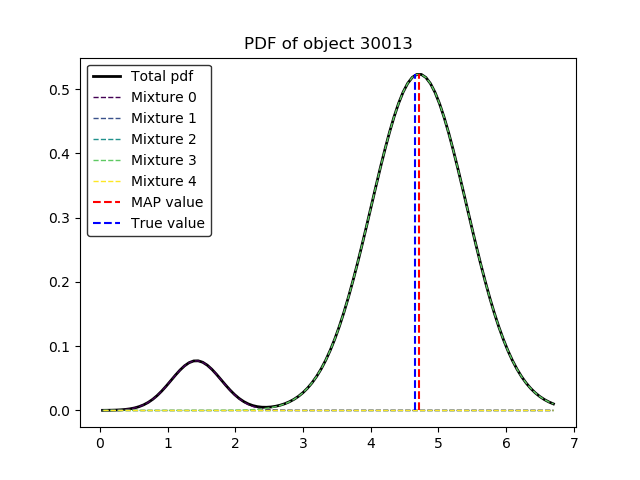 PDF of object 30013
Total pdf
Mixture 0
Mixture 1
Mixture 2
Mixture 3
Mixture 4
MAP value
True value
0.5
0.4
0.3
0.2
0.1
0.0
0 1 2 3 4 5 6 7